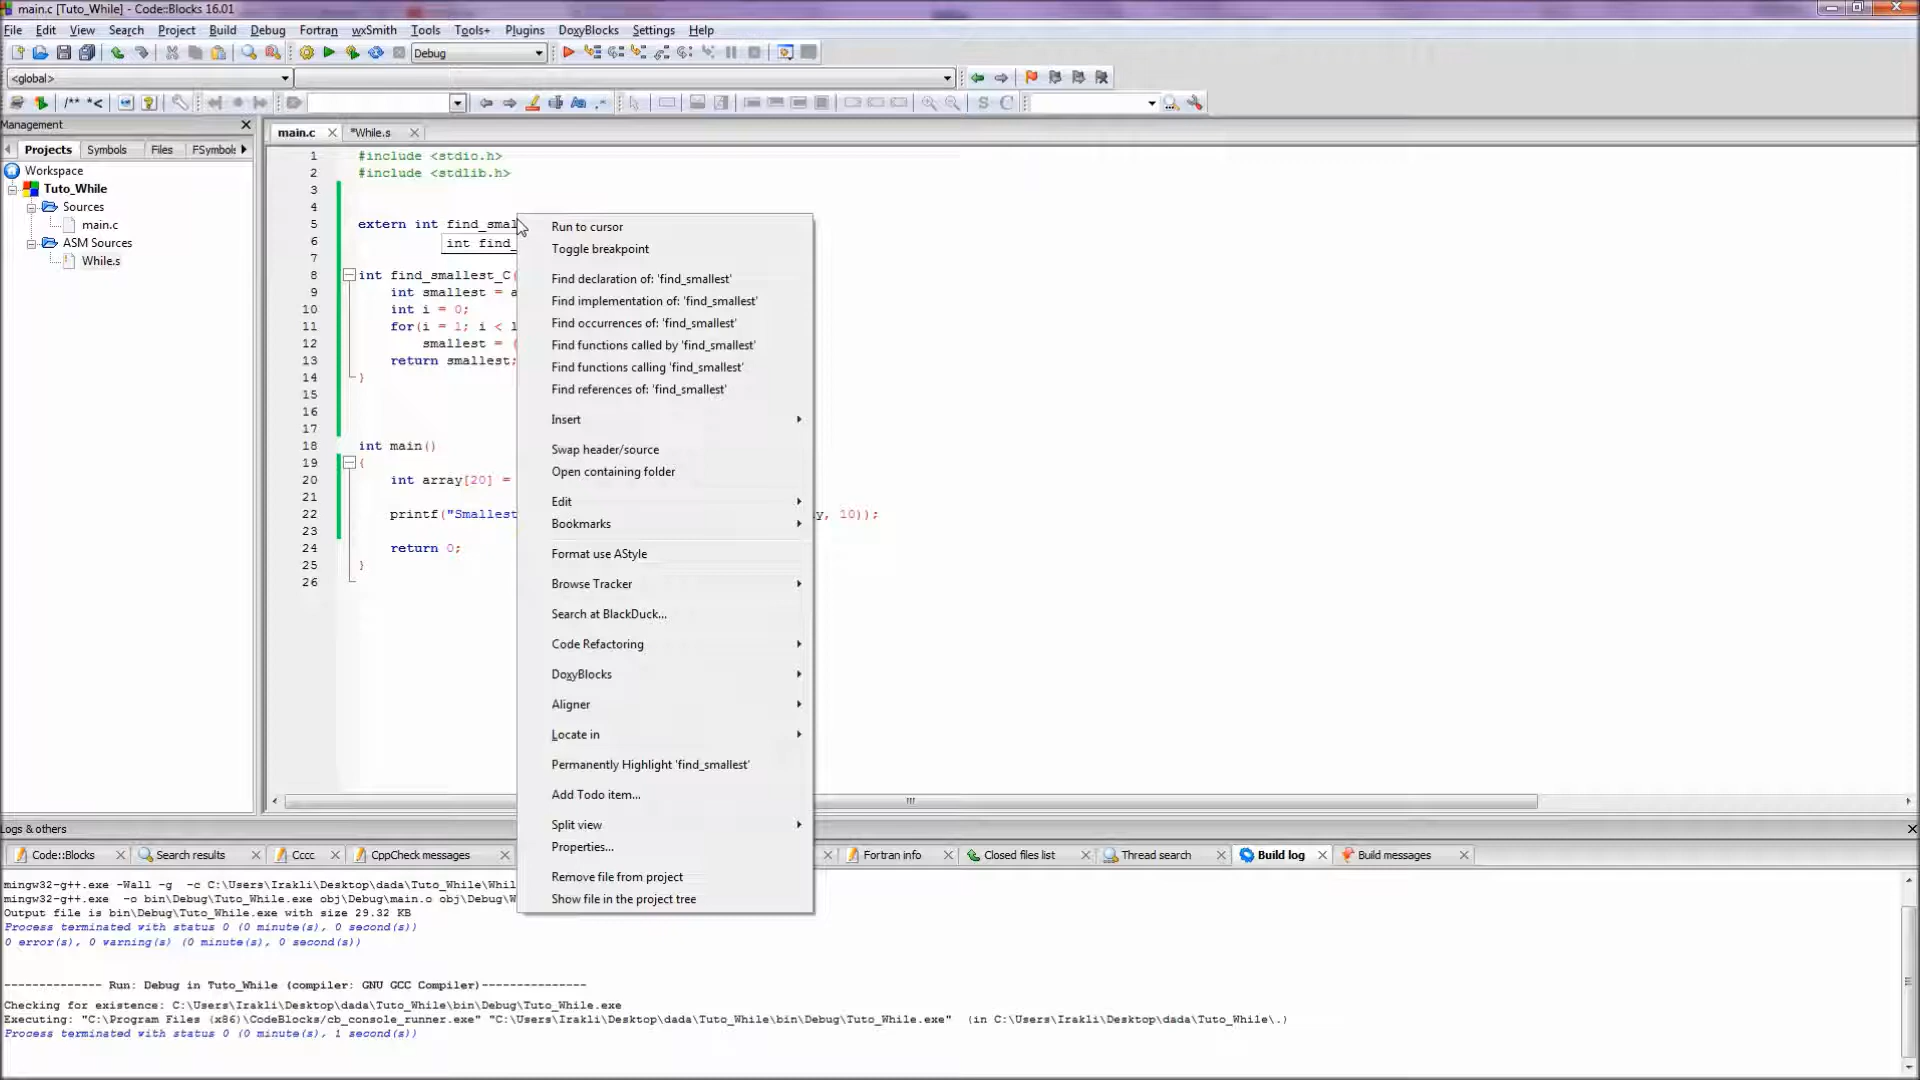 main.c [Tuto_While] - Code::Blocks 16.01
File Edit View Search Project Build Debug Fortran wxSmith Tools Tools+ Plugins DoxyBlocks Settings Help
Debug
<global>
/** *<
S C
Management
main.c *While.s
Projects Symbols Files FSymbols
Workspace
Tuto_While
Sources
main.c
ASM Sources
While.s
1 #include <stdio.h>
2 #include <stdlib.h>
3
4
5 extern int find_smal
6 int find_
7
8 int find_smallest_C(
9 int smallest = a
10 int i = 0;
11 for(i = 1; i < l
12 smallest = (
13 return smallest;
14 }
15
16
17
18 int main()
19 {
20 int array[20] =
21
22 printf("Smallest y, 10));
23
24 return 0;
25 }
26
Run to cursor
Toggle breakpoint
Find declaration of: 'find_smallest'
Find implementation of: 'find_smallest'
Find occurrences of: 'find_smallest'
Find functions called by 'find_smallest'
Find functions calling 'find_smallest'
Find references of: 'find_smallest'
Insert
Swap header/source
Open containing folder
Edit
Bookmarks
Format use AStyle
Browse Tracker
Search at BlackDuck...
Code Refactoring
DoxyBlocks
Aligner
Locate in
Permanently Highlight 'find_smallest'
Add Todo item...
Split view
Properties...
Remove file from project
Show file in the project tree
Logs & others
Code::Blocks Search results Cccc CppCheck messages Fortran info Closed files list Thread search Build log Build messages
mingw32-g++.exe -Wall -g -c C:\Users\Irakli\Desktop\dada\Tuto_While\Whil
mingw32-g++.exe -o bin\Debug\Tuto_While.exe obj\Debug\main.o obj\Debug\W
Output file is bin\Debug\Tuto_While.exe with size 29.32 KB
Process terminated with status 0 (0 minute(s), 0 second(s))
0 error(s), 0 warning(s) (0 minute(s), 0 second(s))
-------------- Run: Debug in Tuto_While (compiler: GNU GCC Compiler)---------------
Checking for existence: C:\Users\Irakli\Desktop\dada\Tuto_While\bin\Debug\Tuto_While.exe
Executing: "C:\Program Files (x86)\CodeBlocks/cb_console_runner.exe" "C:\Users\Irakli\Desktop\dada\Tuto_While\bin\Debug\Tuto_While.exe" (in C:\Users\Irakli\Desktop\dada\Tuto_While\.)
Process terminated with status 0 (0 minute(s), 1 second(s))